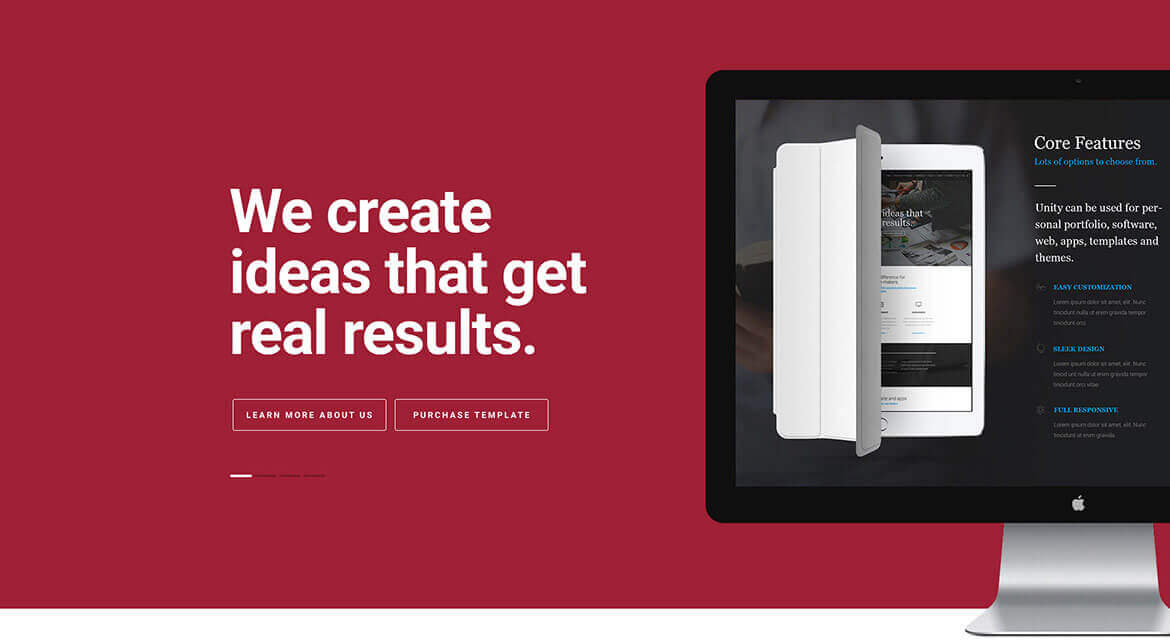 We create
ideas that get
real results.
LEARN MORE ABOUT US
PURCHASE TEMPLATE
Core Features
Lots of options to choose from.
Unity can be used for per-
sonal portfolio, software,
web, apps, templates and
themes.
EASY CUSTOMIZATION
Lorem ipsum dolor sit amet, elit. Nunc
tincidunt nulla ut enim gravida tempor
tincidunt orci.
SLEEK DESIGN
Lorem ipsum dolor sit amet, elit. Nunc
tincid unt nulla ut enim gravida tempor
tincidunt orci vitae
FULL RESPONSIVE
Lorem ipsum dolor sit amet, elit. Nunc
tincidunt ut enim gravida.
ideas that
results.